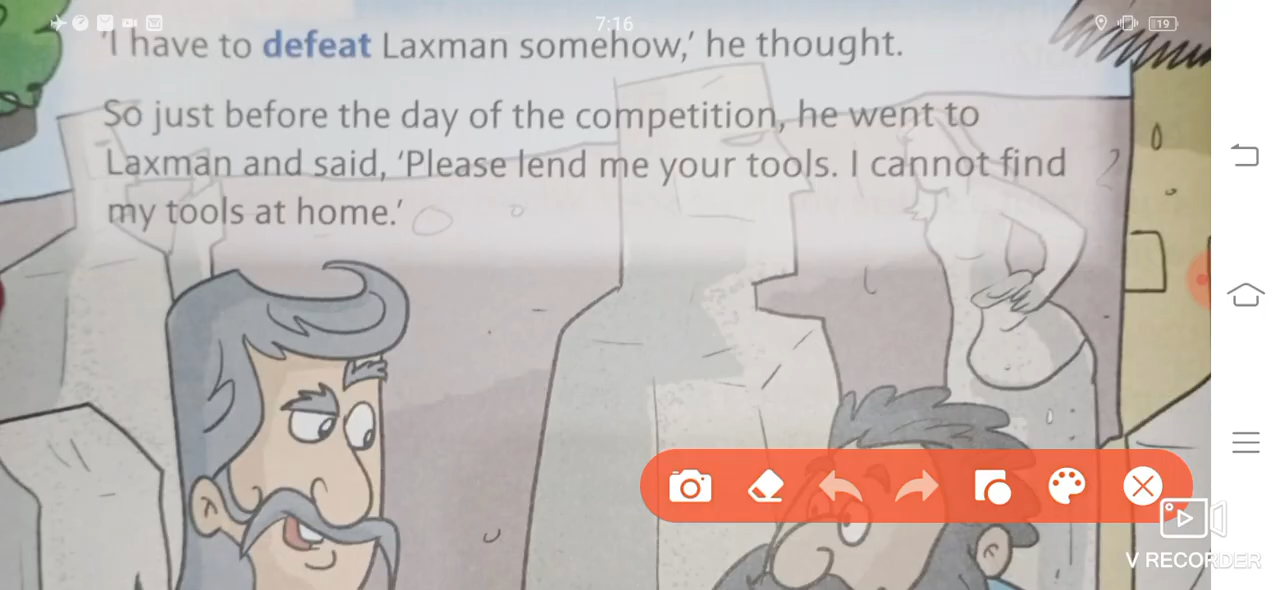 7:16
19
'I have to defeat Laxman somehow,' he thought.
So just before the day of the competition, he went to
Laxman and said, 'Please lend me your tools. I cannot find
my tools at home.'
V RECORDER